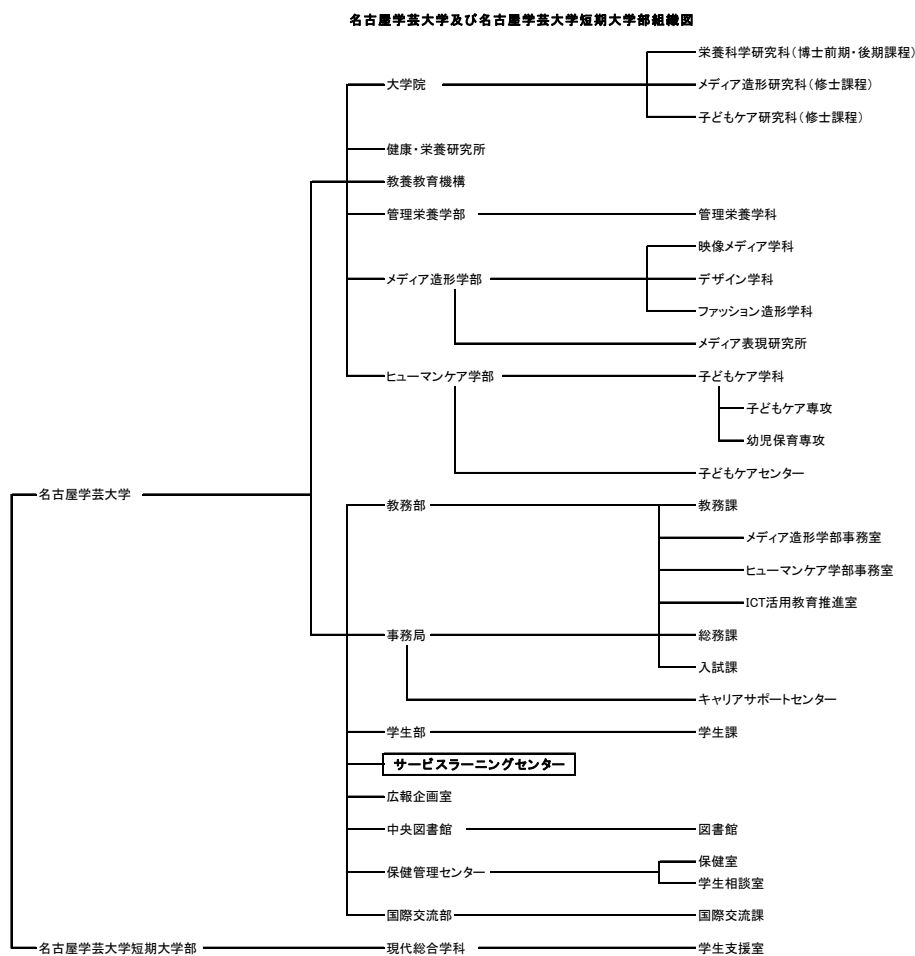 名古屋学芸大学及び名古屋学芸大学短期大学部組織図
栄養科学研究科(博士前期・後期課程)
大学院
メディア造形研究科(修士課程)
子どもケア研究科(修士課程)
健康・栄養研究所
教養教育機構
管理栄養学部
管理栄養学科
映像メディア学科
メディア造形学部
デザイン学科
ファッション造形学科
メディア表現研究所
ヒューマンケア学部
子どもケア学科
子どもケア専攻
幼児保育専攻
子どもケアセンター
名古屋学芸大学
教務部
教務課
メディア造形学部事務室
ヒューマンケア学部事務室
ICT活用教育推進室
事務局
総務課
入試課
キャリアサポートセンター
学生部
学生課
サービスラーニングセンター
広報企画室
中央図書館
図書館
保健室
保健管理センター
学生相談室
国際交流部
国際交流課
名古屋学芸大学短期大学部
現代総合学科
学生支援室